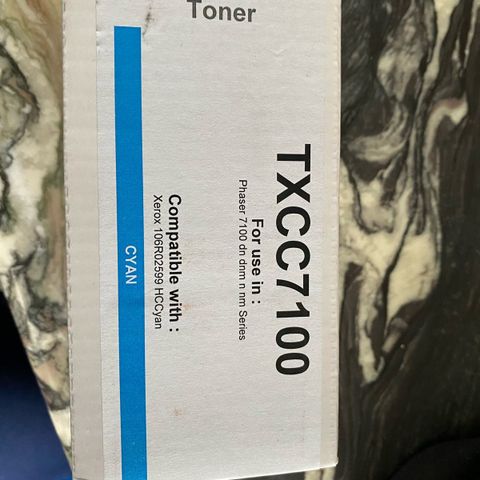 Toner
TXCC7100
For use in :
Phaser 7100 dn dnm n nm Series
Compatible with :
Xerox 106R02599 HCCyan
CYAN